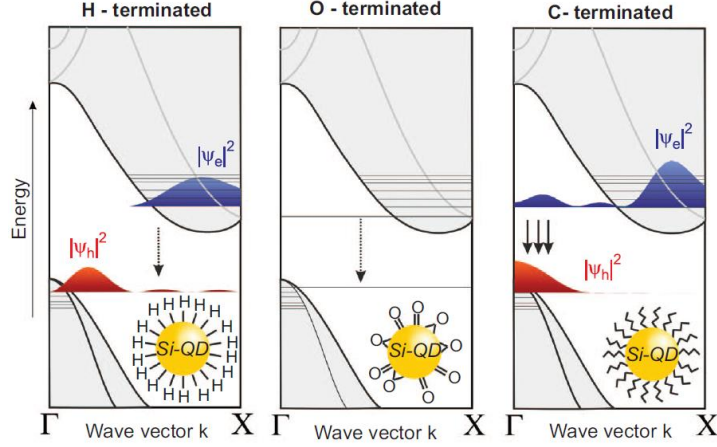 H - terminated
O - terminated
C- terminated
Energy
|ψe|²
|ψh|²
H H H H H H H H H H H H H H H H H H
Si-QD
Γ
Wave vector k
X
O O O O O O O O O
Si-QD
Γ
Wave vector k
X
|ψe|²
|ψh|²
Si-QD
Γ
Wave vector k
X